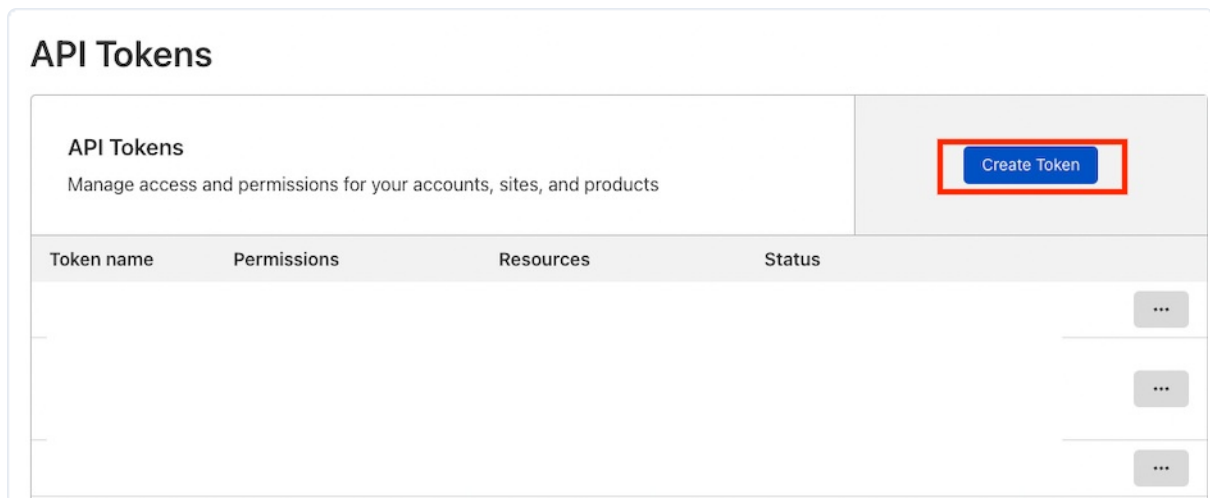 API Tokens
API Tokens
Manage access and permissions for your accounts, sites, and products
Create Token
Token name Permissions Resources Status
...
...
...